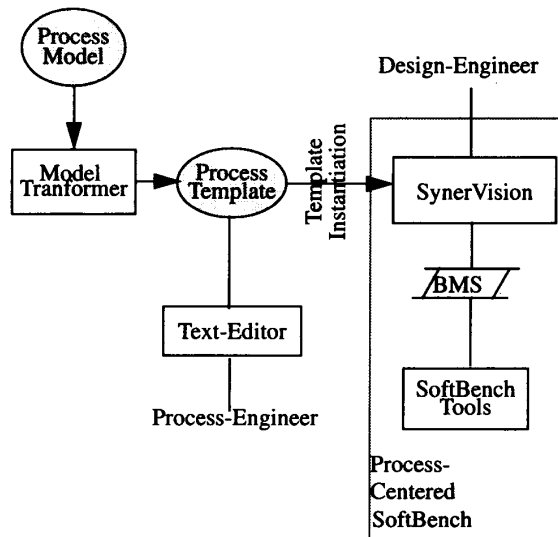 Process
Model
Design-Engineer
Model
Tranformer
Process
Template
Template
Instantiation
SynerVision
BMS
Text-Editor
SoftBench
Tools
Process-Engineer
Process-
Centered
SoftBench